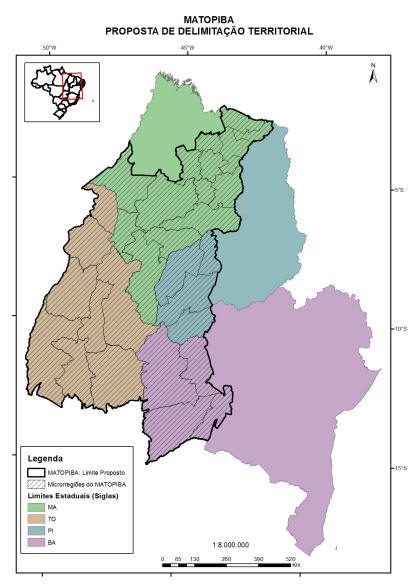 MATOPIBA
PROPOSTA DE DELIMITAÇÃO TERRITORIAL
50°W 45°W 40°W
N
5°S
10°S
15°S
Legenda
MATOPIBA: Limite Proposto
Microrregiões do MATOPIBA
Limites Estaduais (Siglas)
MA
TO
PI
BA
1:8.000.000
0 65 130 260 390 520
Km